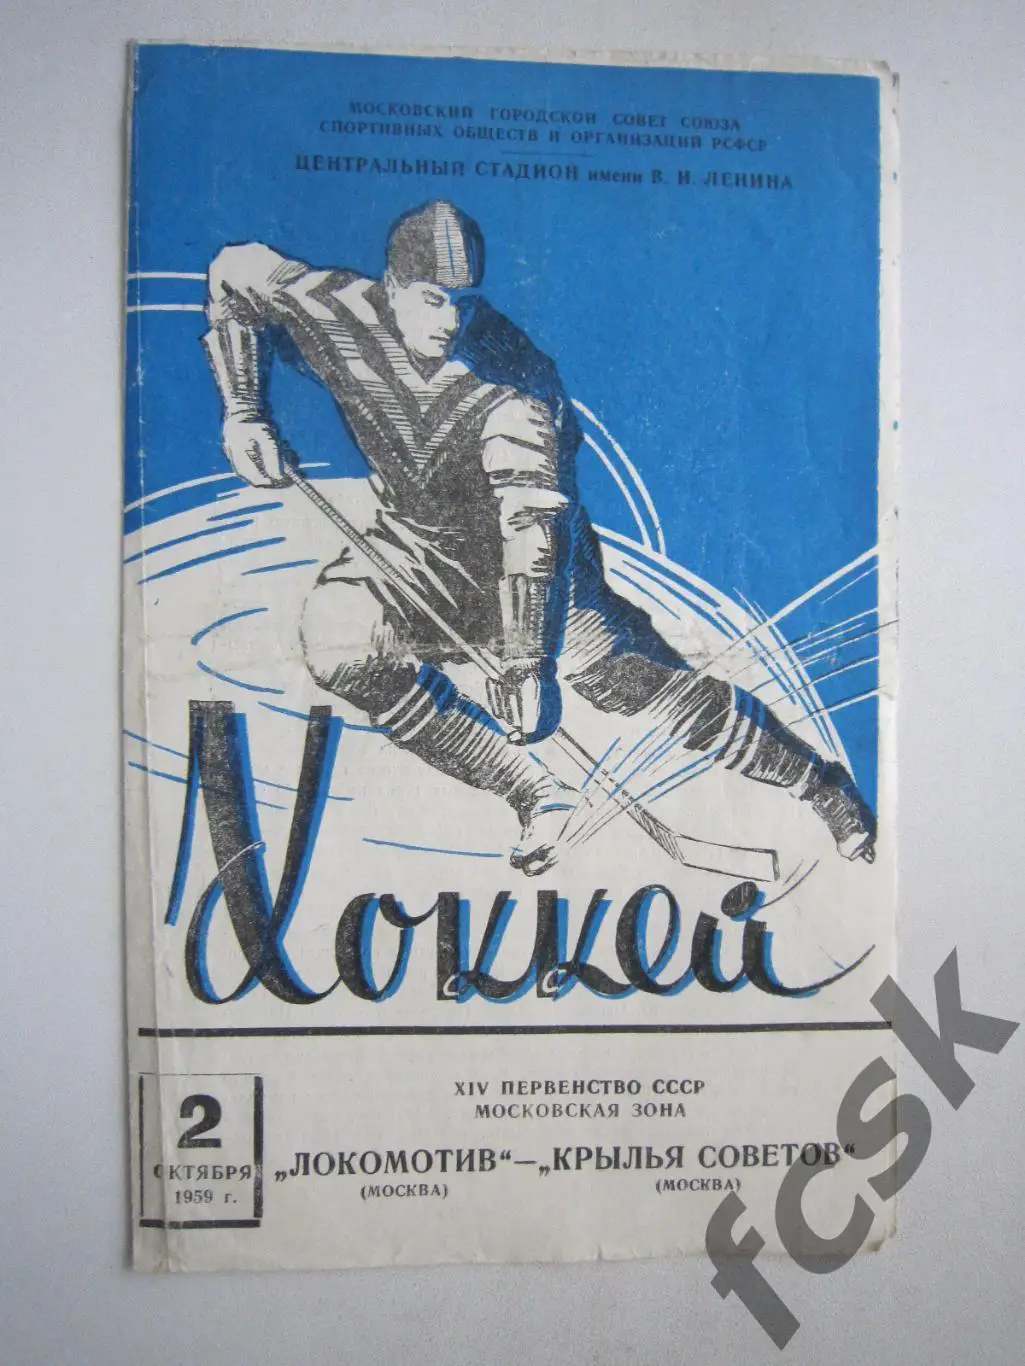 МОСКОВСКИЙ ГОРОДСКОЙ СОВЕТ СОЮЗА
СПОРТИВНЫХ ОБЩЕСТВ И ОРГАНИЗАЦИЙ РСФСР
ЦЕНТРАЛЬНЫЙ СТАДИОН имени В. И. ЛЕНИНА
Хоккей
XIV ПЕРВЕНСТВО СССР
МОСКОВСКАЯ ЗОНА
2
ОКТЯБРЯ
1959 г.
„ЛОКОМОТИВ“—„КРЫЛЬЯ СОВЕТОВ“
(МОСКВА) (МОСКВА)
fcsk